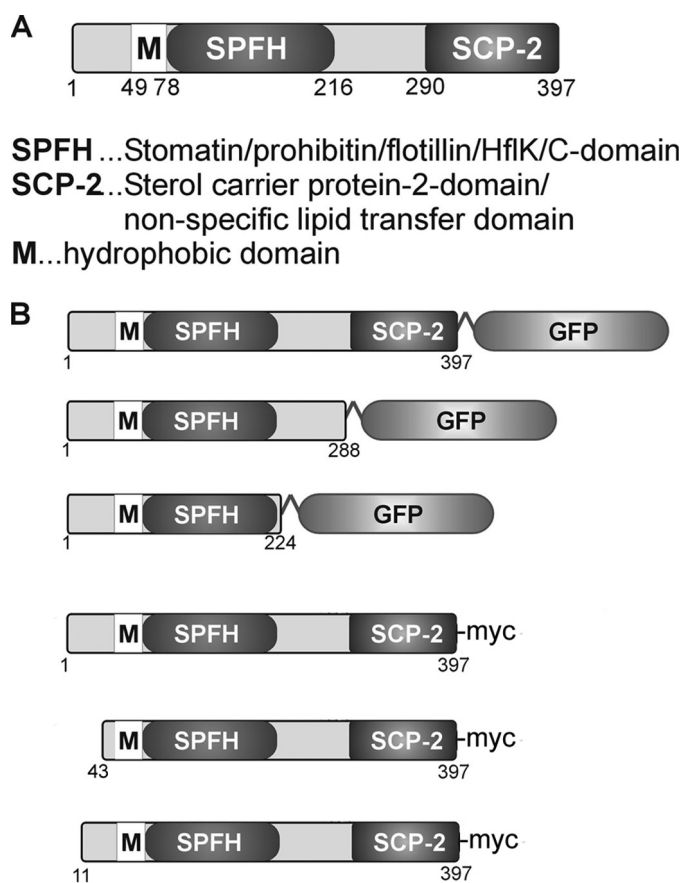 A
M SPFH SCP-2
1 49 78 216 290 397
SPFH ...Stomatin/prohibitin/flotillin/HflK/C-domain
SCP-2..Sterol carrier protein-2-domain/
non-specific lipid transfer domain
M...hydrophobic domain
B
M SPFH SCP-2 GFP
1 397
M SPFH GFP
1 288
M SPFH GFP
1 224
M SPFH SCP-2 -myc
1 397
M SPFH SCP-2 -myc
43 397
M SPFH SCP-2 -myc
11 397